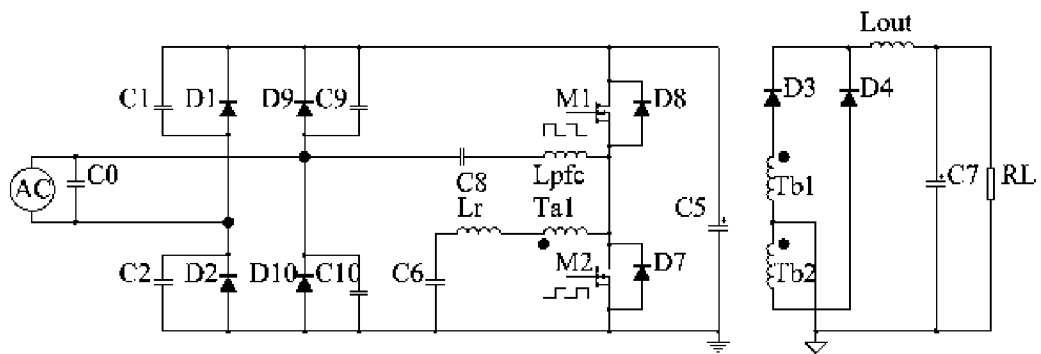 Lout
C1 D1 D9 C9 M1 D8 D3 D4
AC C0 C8 Lpfc Tb1 C7 RL
Lr Ta1 C5
C2 D2 D10 C10 C6 M2 D7 Tb2